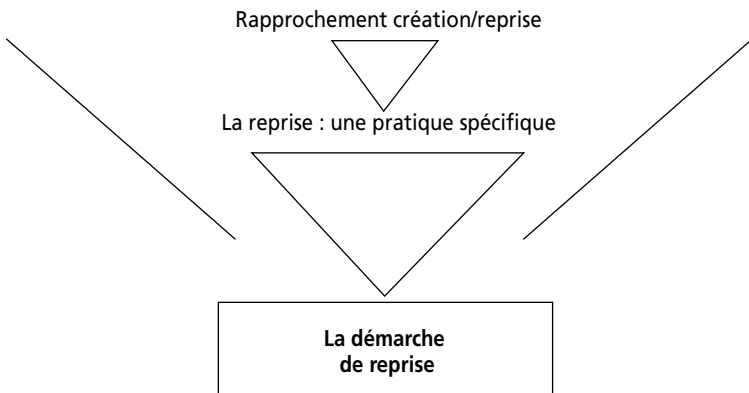 Rapprochement création/reprise
La reprise : une pratique spécifique
La démarche
de reprise